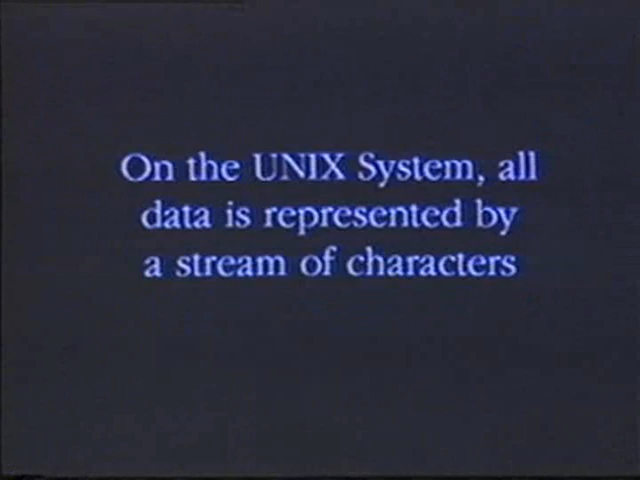 On the UNIX System, all
data is represented by
a stream of characters